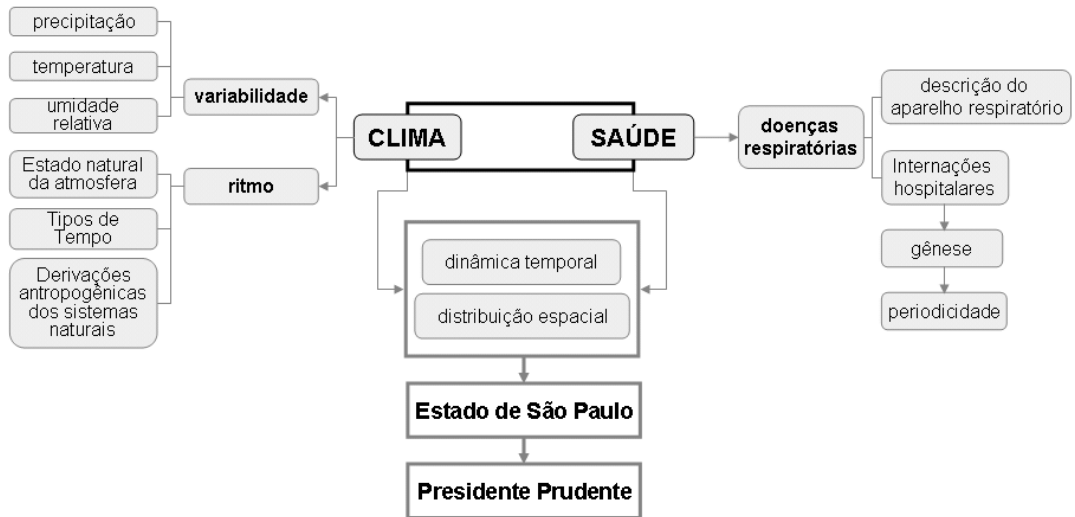 precipitação
temperatura
umidade
relativa
variabilidade
Estado natural
da atmosfera
Tipos de
Tempo
Derivações
antropogênicas
dos sistemas
naturais
ritmo
CLIMA
SAÚDE
doenças
respiratórias
descrição do
aparelho respiratório
Internações
hospitalares
gênese
periodicidade
dinâmica temporal
distribuição espacial
Estado de São Paulo
Presidente Prudente